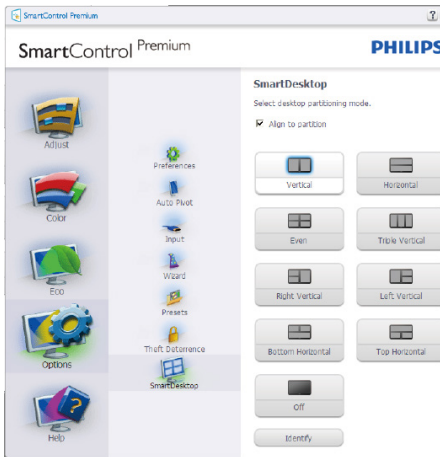 SmartControl Premium
?
SmartControl Premium
PHILIPS
Adjust
Color
Eco
Options
Help
Preferences
Auto Pivot
Input
Wizard
Presets
Theft Deterrence
SmartDesktop
SmartDesktop
Select desktop partitioning mode.
Align to partition
Vertical
Horizontal
Even
Triple Vertical
Right Vertical
Left Vertical
Bottom Horizontal
Top Horizontal
Off
Identify